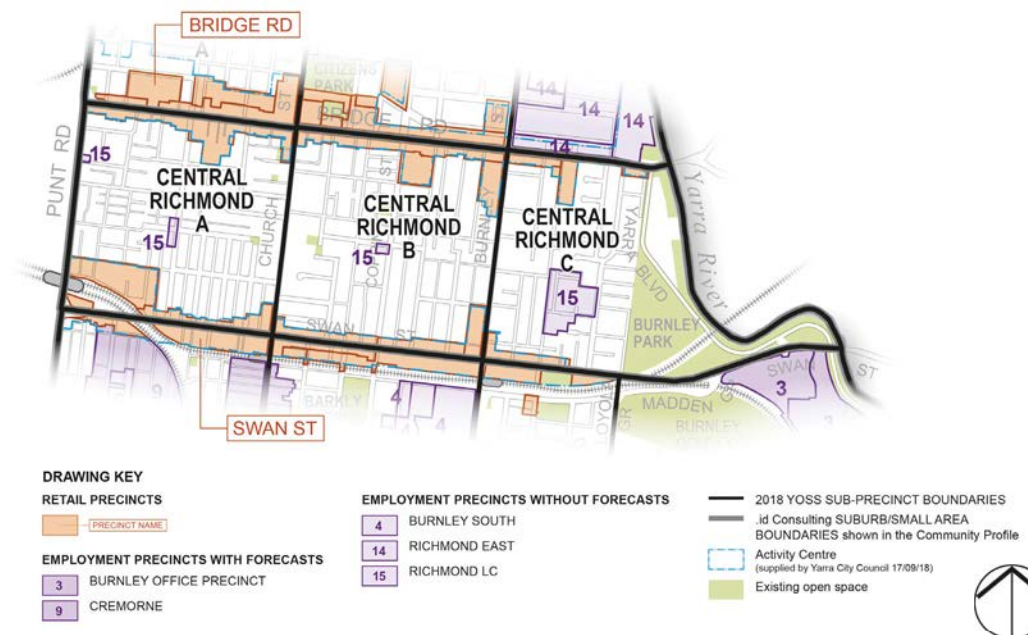 BRIDGE RD
A
CITIZENS
PARK
ST
14
14
14
BRIDGE RD
ST
14
PUNT RD
15
CENTRAL
RICHMOND
A
15
CHURCH
CENTRAL
RICHMOND
B
15
ST
BURNLEY
CENTRAL
RICHMOND
C
15
YARRA
BLVD
Yarra River
BURNLEY
PARK
SWAN ST
SWAN ST
9
BARKLY
4
4
4
3
3
MADDEN
GR
GR
BURNLEY
SWAN ST
DRAWING KEY
RETAIL PRECINCTS
PRECINCT NAME
EMPLOYMENT PRECINCTS WITH FORECASTS
3 BURNLEY OFFICE PRECINCT
9 CREMORNE
EMPLOYMENT PRECINCTS WITHOUT FORECASTS
4 BURNLEY SOUTH
14 RICHMOND EAST
15 RICHMOND LC
2018 YOSS SUB-PRECINCT BOUNDARIES
.id Consulting SUBURB/SMALL AREA
BOUNDARIES shown in the Community Profile
Activity Centre
(supplied by Yarra City Council 17/09/18)
Existing open space